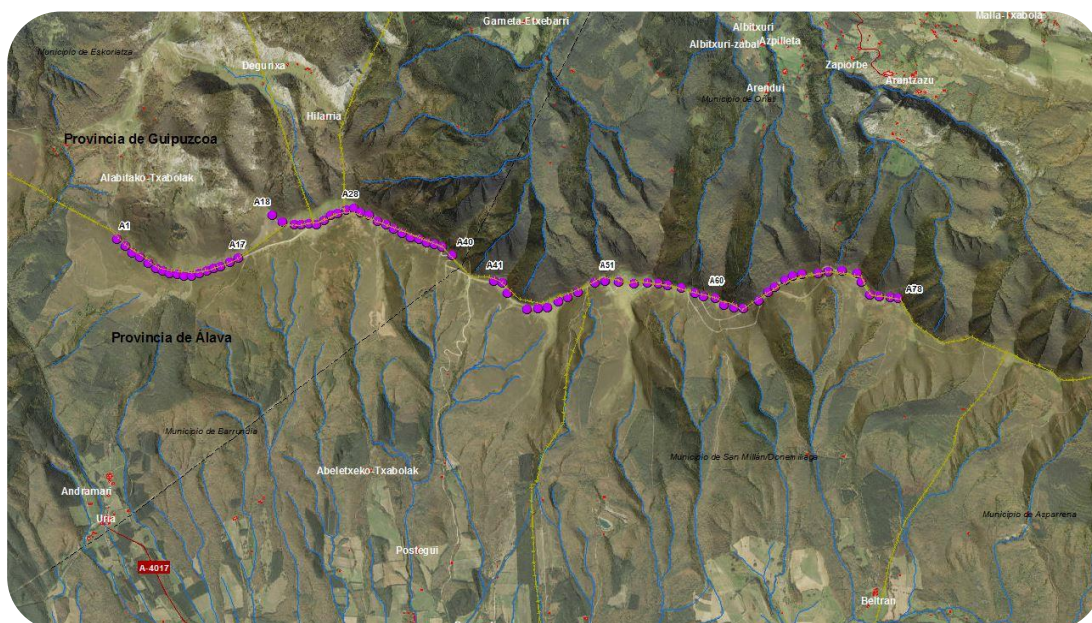 Gameta-Etxebarri
Malla-Txabola
Albitxuri
Albitxuri-zabal
Azpilleta
Municipio de Eskoriatza
Degurixa
Zapiorbe
Arantzazu
Arendui
Municipio de Oñati
Hilarria
Provincia de Guipuzcoa
Alabitako-Txabolak
A18
A28
A1
A17
A40
A41
A51
A60
A78
Provincia de Álava
Municipio de Barrundia
Abeletxeko-Txabolak
Municipio de San Millán/Donemiliaga
Andramari
Uria
Municipio de Asparrena
Postegui
A-4017
Beltran